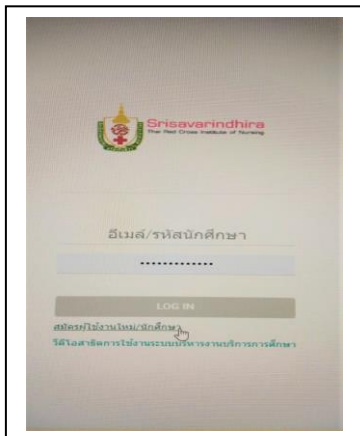 Srisavarindhira
Thai Red Cross Institute of Nursing
อีเมล์/รหัสนักศึกษา
LOG IN
สมัครผู้ใช้งานใหม่/นักศึกษา
วีดีโอสาธิตการใช้งานระบบบริหารงานบริการการศึกษา